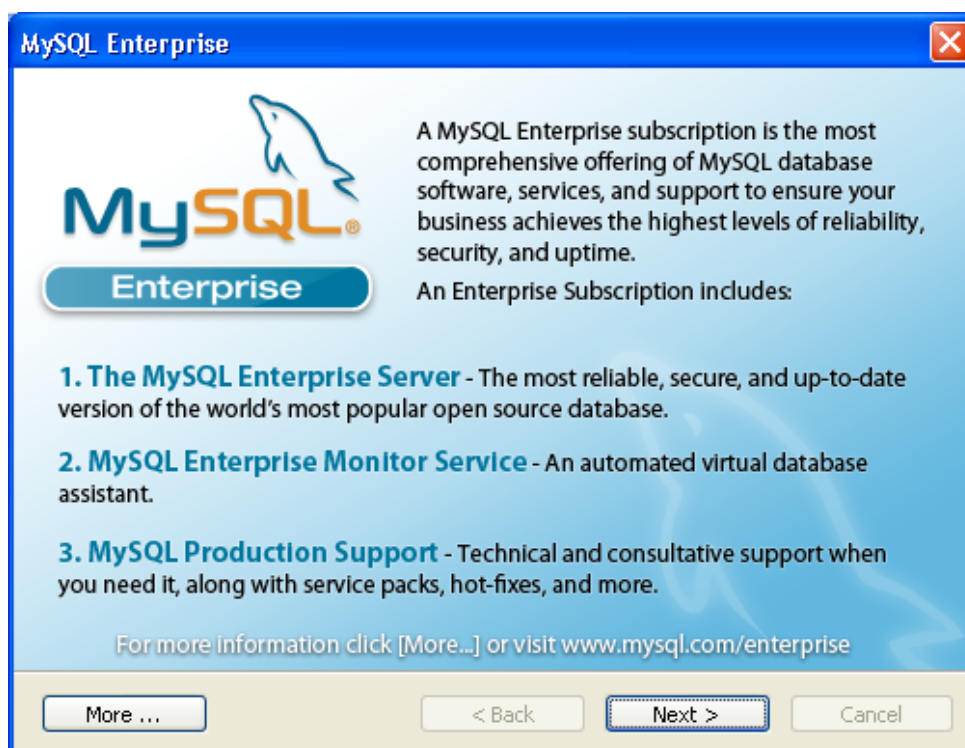 MySQL Enterprise
MySQL®
Enterprise
A MySQL Enterprise subscription is the most
comprehensive offering of MySQL database
software, services, and support to ensure your
business achieves the highest levels of reliability,
security, and uptime.
An Enterprise Subscription includes:
1. The MySQL Enterprise Server - The most reliable, secure, and up-to-date
version of the world's most popular open source database.
2. MySQL Enterprise Monitor Service - An automated virtual database
assistant.
3. MySQL Production Support - Technical and consultative support when
you need it, along with service packs, hot-fixes, and more.
For more information click [More...] or visit www.mysql.com/enterprise
More ... < Back Next > Cancel